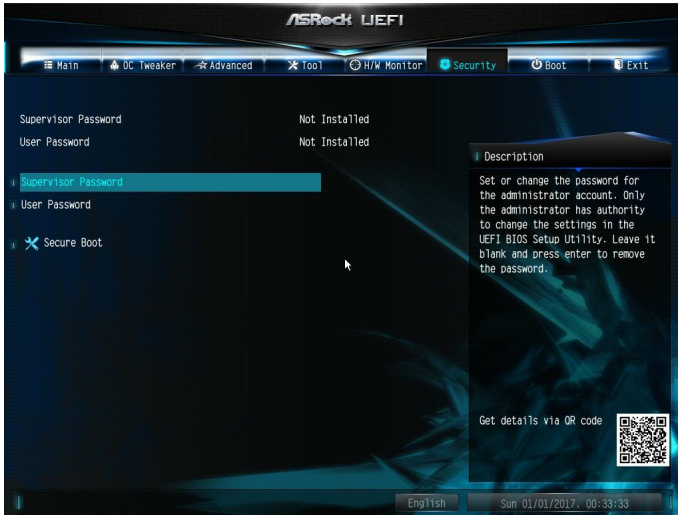 ASRock UEFI
Main OC Tweaker Advanced Tool H/W Monitor Security Boot Exit
Supervisor Password Not Installed
User Password Not Installed
Supervisor Password
User Password
Secure Boot
Description
Set or change the password for
the administrator account. Only
the administrator has authority
to change the settings in the
UEFI BIOS Setup Utility. Leave it
blank and press enter to remove
the password.
Get details via QR code
English Sun 01/01/2017. 00:33:33